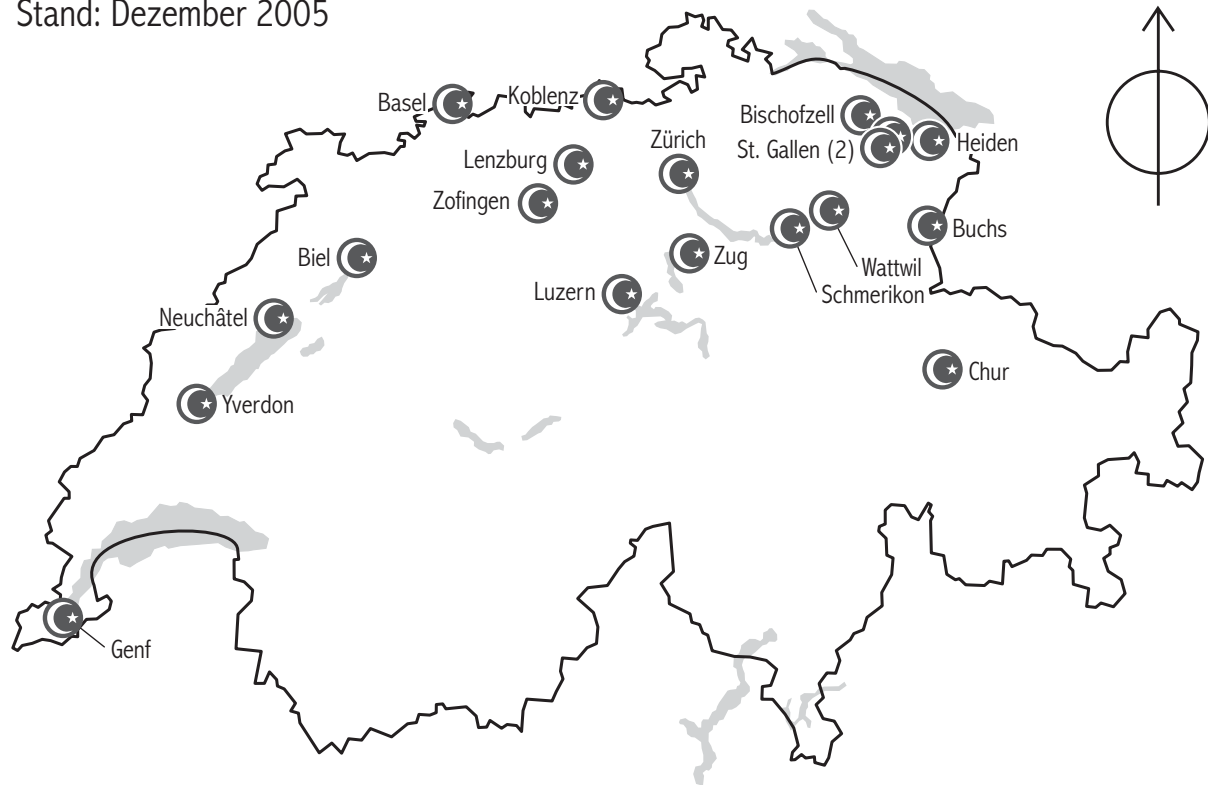 Stand: Dezember 2005
Basel
Koblenz
Bischofzell
Zürich
Lenzburg
St. Gallen (2)
Heiden
Zofingen
Buchs
Biel
Zug
Wattwil
Luzern
Schmerikon
Neuchâtel
Chur
Yverdon
Genf